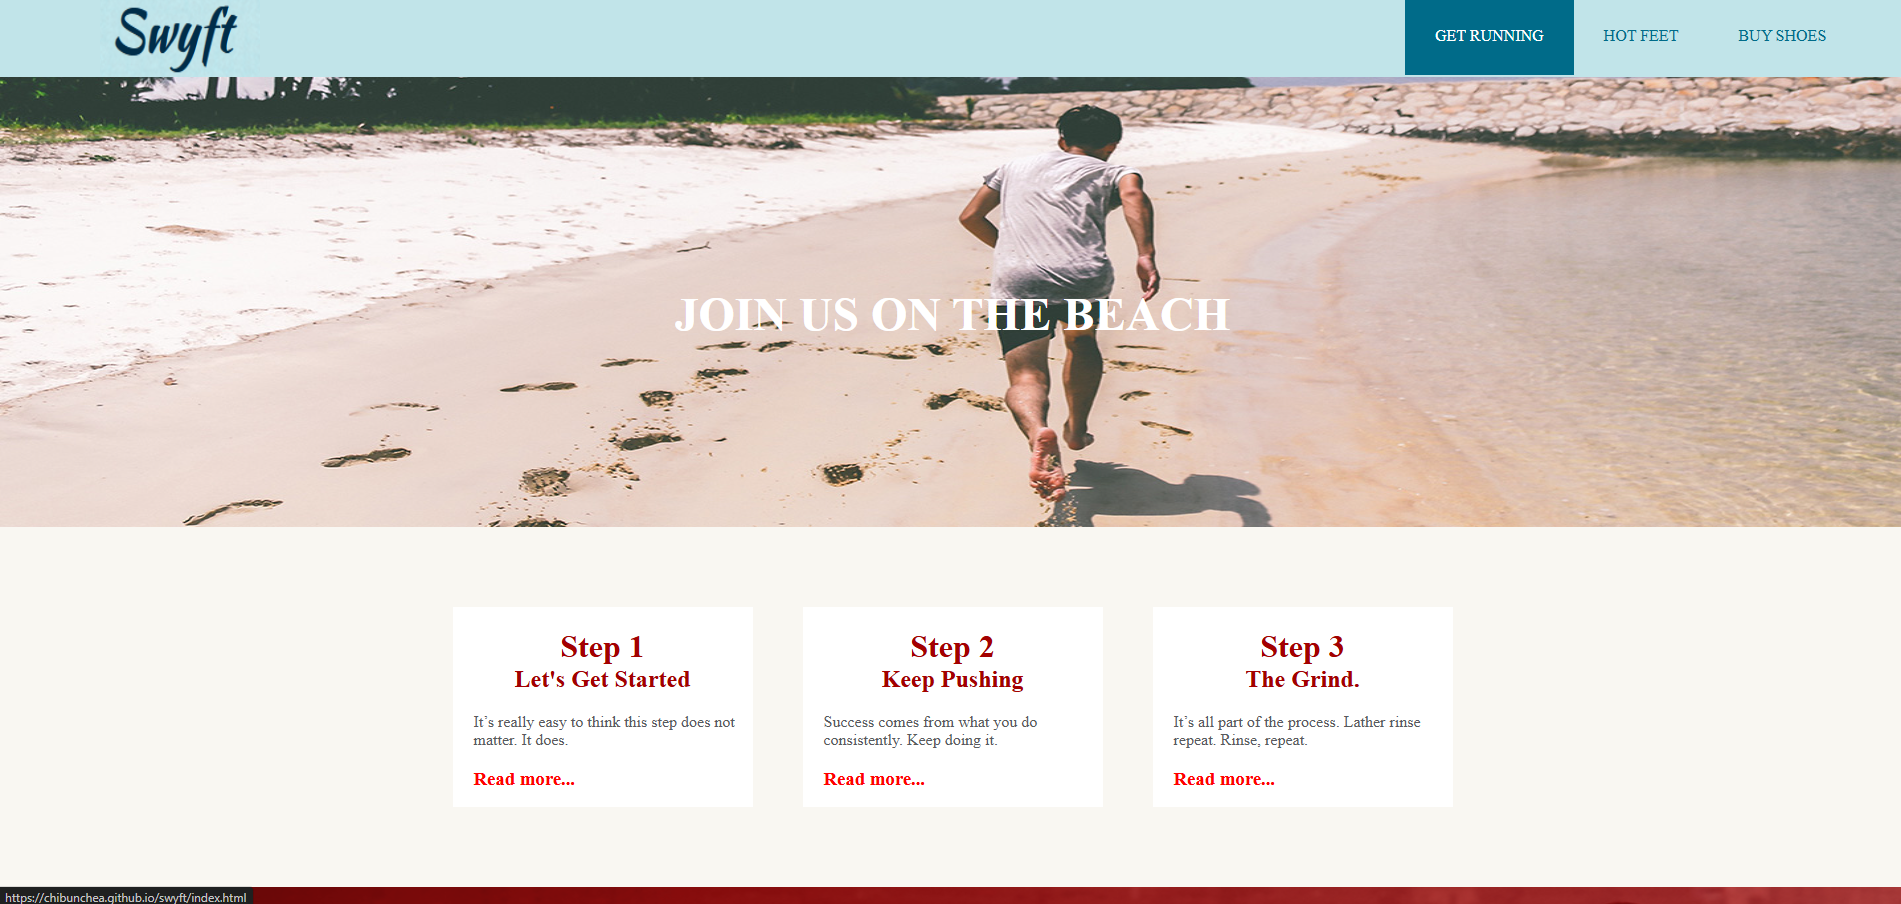 Swyft
GET RUNNING
HOT FEET
BUY SHOES
JOIN US ON THE BEACH
Step 1
Let's Get Started
It’s really easy to think this step does not
matter. It does.
Read more...
Step 2
Keep Pushing
Success comes from what you do
consistently. Keep doing it.
Read more...
Step 3
The Grind.
It’s all part of the process. Lather rinse
repeat. Rinse, repeat.
Read more...
https://chibunchea.github.io/swyft/index.html